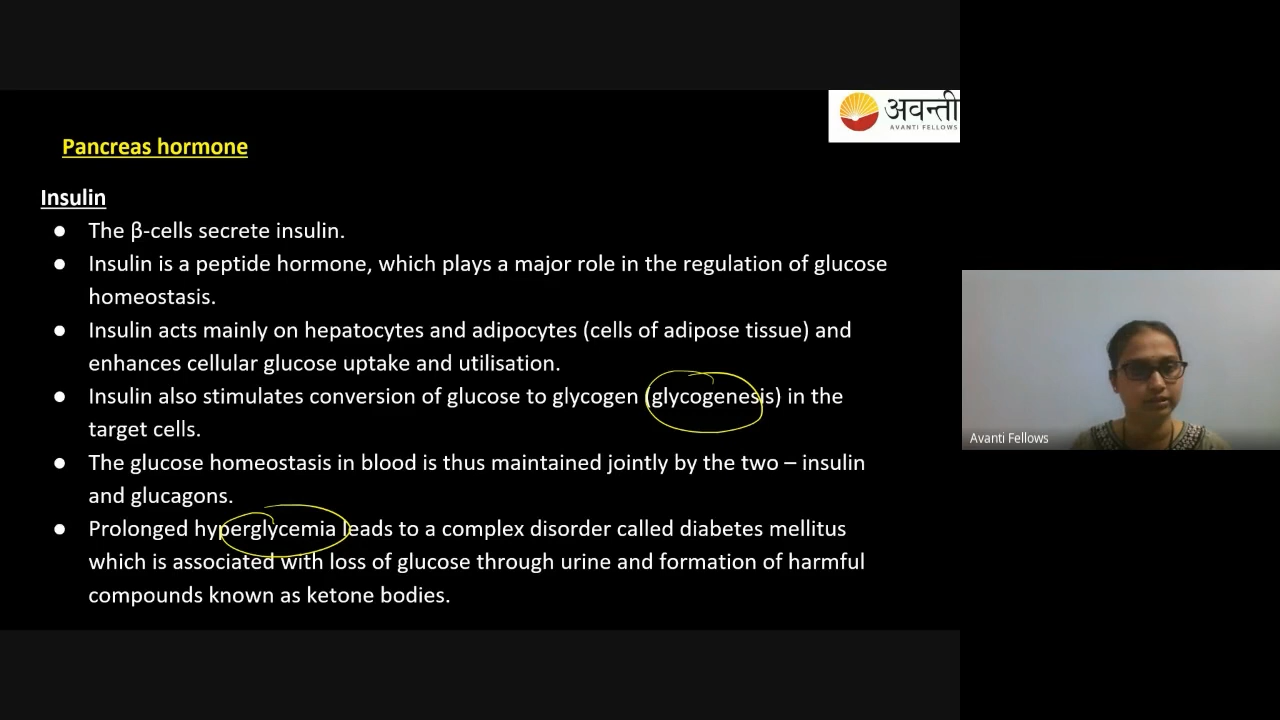 अवन्ती
AVANTI FELLOWS
Pancreas hormone
Insulin
● The β-cells secrete insulin.
● Insulin is a peptide hormone, which plays a major role in the regulation of glucose
homeostasis.
● Insulin acts mainly on hepatocytes and adipocytes (cells of adipose tissue) and
enhances cellular glucose uptake and utilisation.
● Insulin also stimulates conversion of glucose to glycogen (glycogenesis) in the
target cells.
● The glucose homeostasis in blood is thus maintained jointly by the two – insulin
and glucagons.
● Prolonged hyperglycemia leads to a complex disorder called diabetes mellitus
which is associated with loss of glucose through urine and formation of harmful
compounds known as ketone bodies.
Avanti Fellows